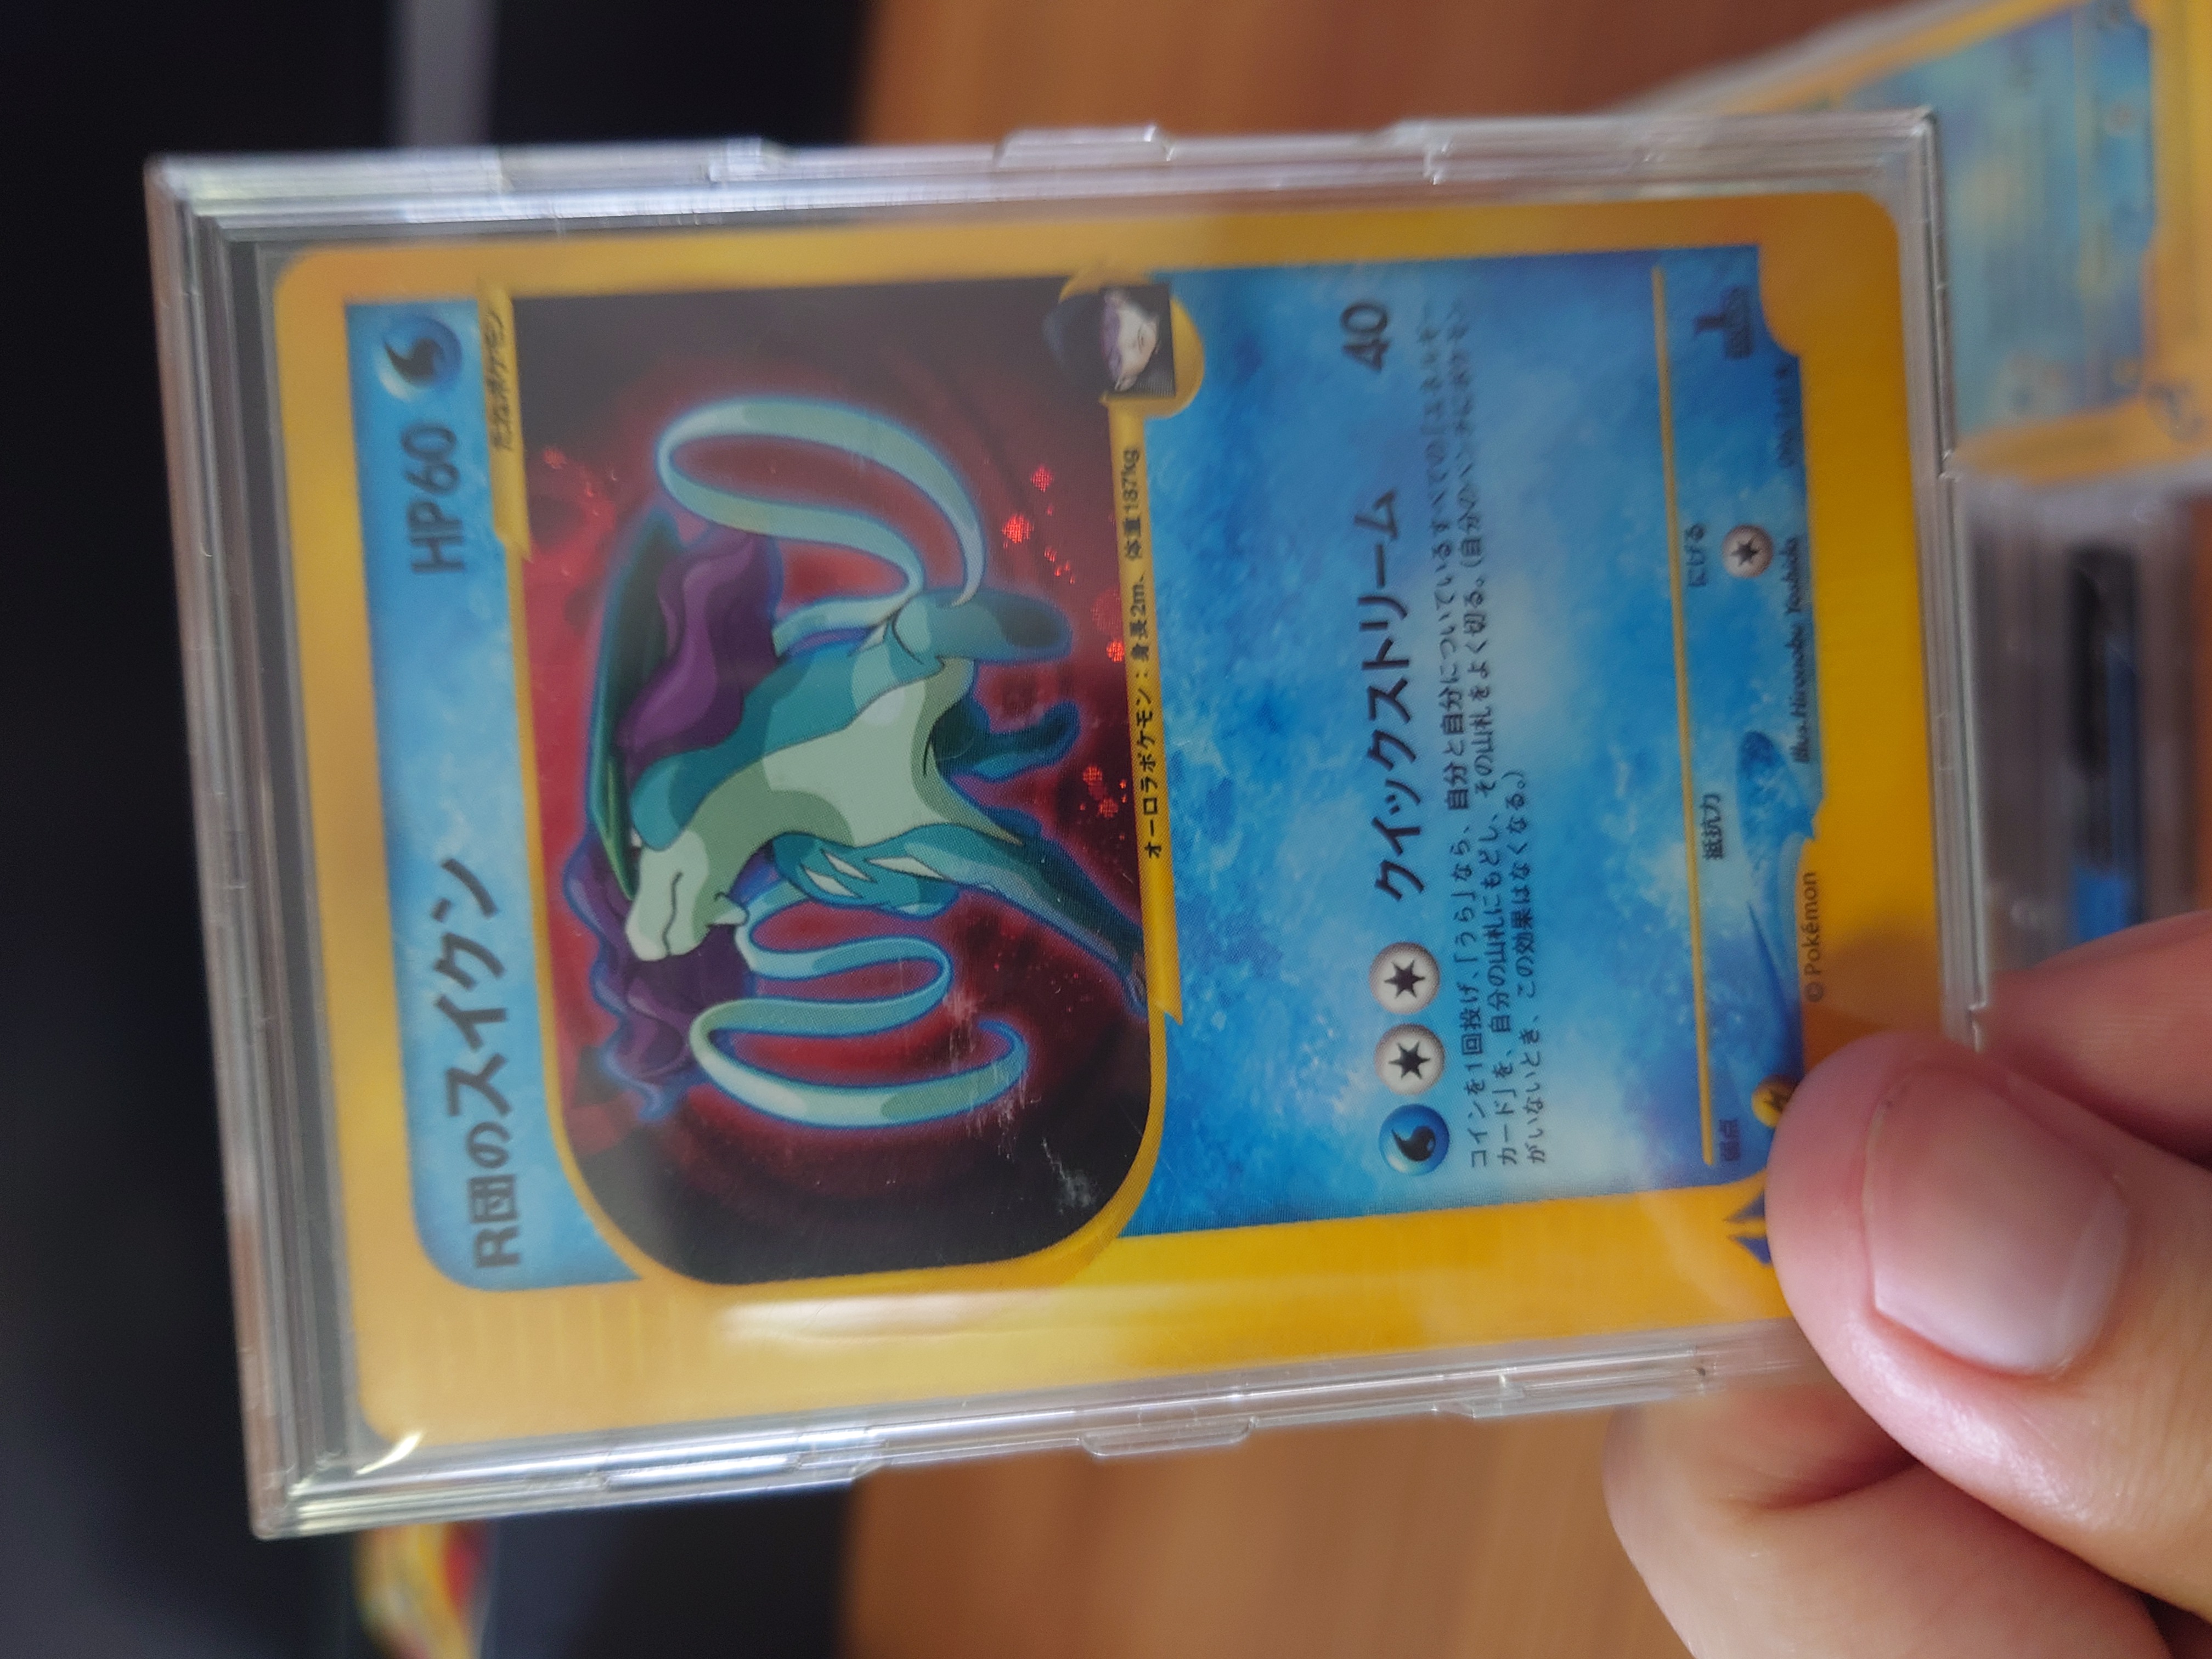 R団のスイクン HP60
たねポケモン
オーロラポケモン：身長2m、体重187kg
クイックストリーム 40
コインを1回投げ、「うら」なら、自分と自分についているすべての「エネルギー
カード」を、自分の山札にもどし、その山札をよく切る。（自分のベンチにポケモン
がいないとき、この効果はなくなる。）
弱点 抵抗力 にげる
© Pokémon Illus.Hironobu Yoshida